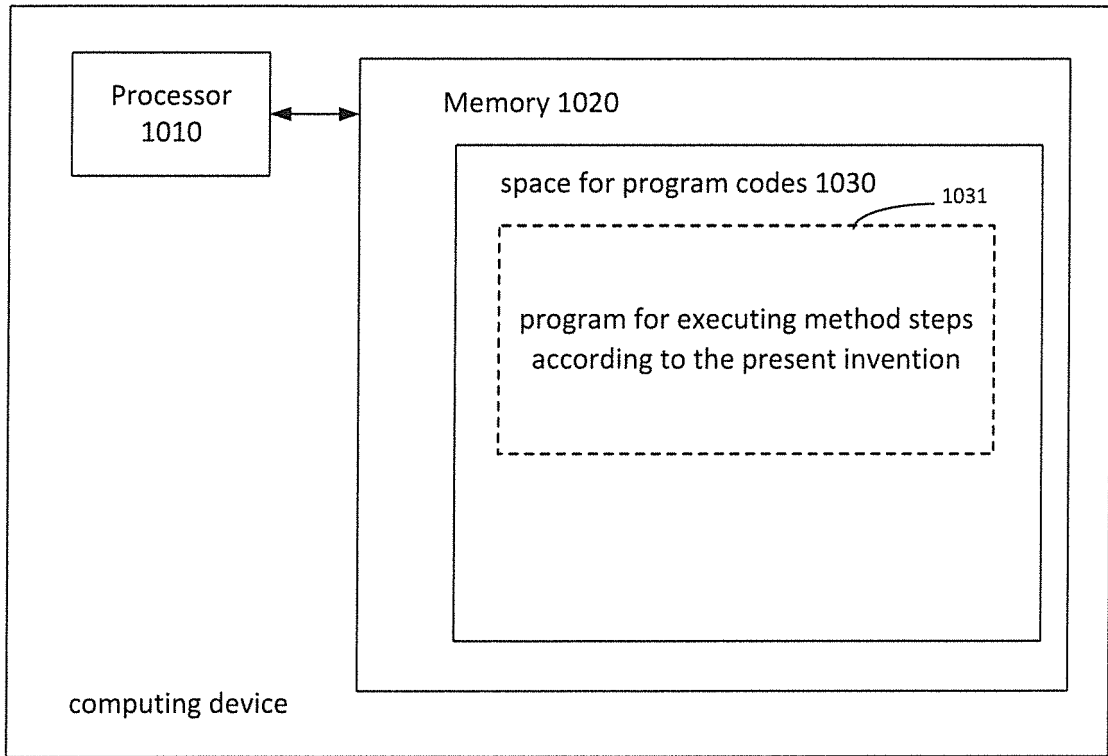 Processor
1010
Memory 1020
space for program codes 1030
1031
program for executing method steps
according to the present invention
computing device